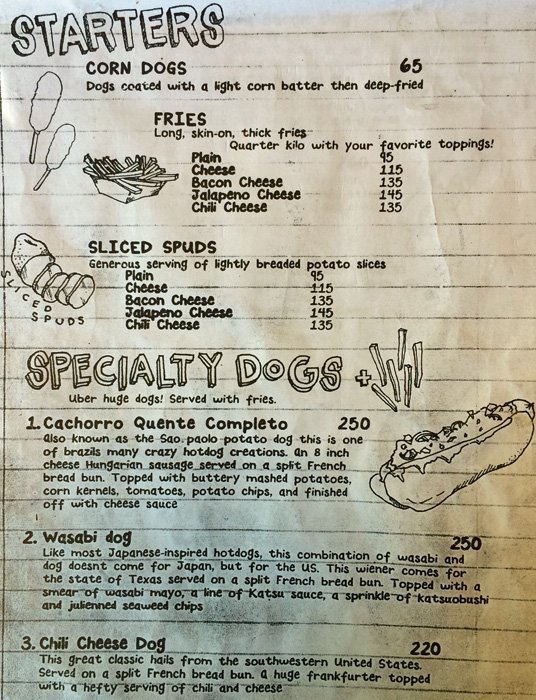 STARTERS
CORN DOGS 65
Dogs coated with a light corn batter then deep-fried
FRIES
Long, skin-on, thick fries
Quarter kilo with your favorite toppings!
Plain 95
Cheese 115
Bacon Cheese 135
Jalapeno Cheese 145
Chili Cheese 135
SLICED SPUDS
Generous serving of lightly breaded potato slices
Plain 95
Cheese 115
Bacon Cheese 135
Jalapeno Cheese 145
Chili Cheese 135
SLICED
SPUDS
SPECIALTY DOGS +
Uber huge dogs! Served with fries.
1. Cachorro Quente Completo 250
Also known as the Sao paolo potato dog this is one
of brazils many crazy hotdog creations. An 8 inch
cheese Hungarian sausage served on a split French
bread bun. Topped with buttery mashed potatoes,
corn kernels, tomatoes, potato chips, and finished
off with cheese sauce
2. Wasabi dog 250
Like most Japanese-inspired hotdogs, this combination of wasabi and
dog doesnt come for Japan, but for the US. This wiener comes for
the state of Texas served on a split French bread bun. Topped with a
smear of wasabi mayo, a line of Katsu sauce, a sprinkle of katsuobushi
and julienned seaweed chips
3. Chili Cheese Dog 220
This great classic hails from the southwestern United States.
Served on a split French bread bun. A huge frankfurter topped
with a hefty serving of chili and cheese